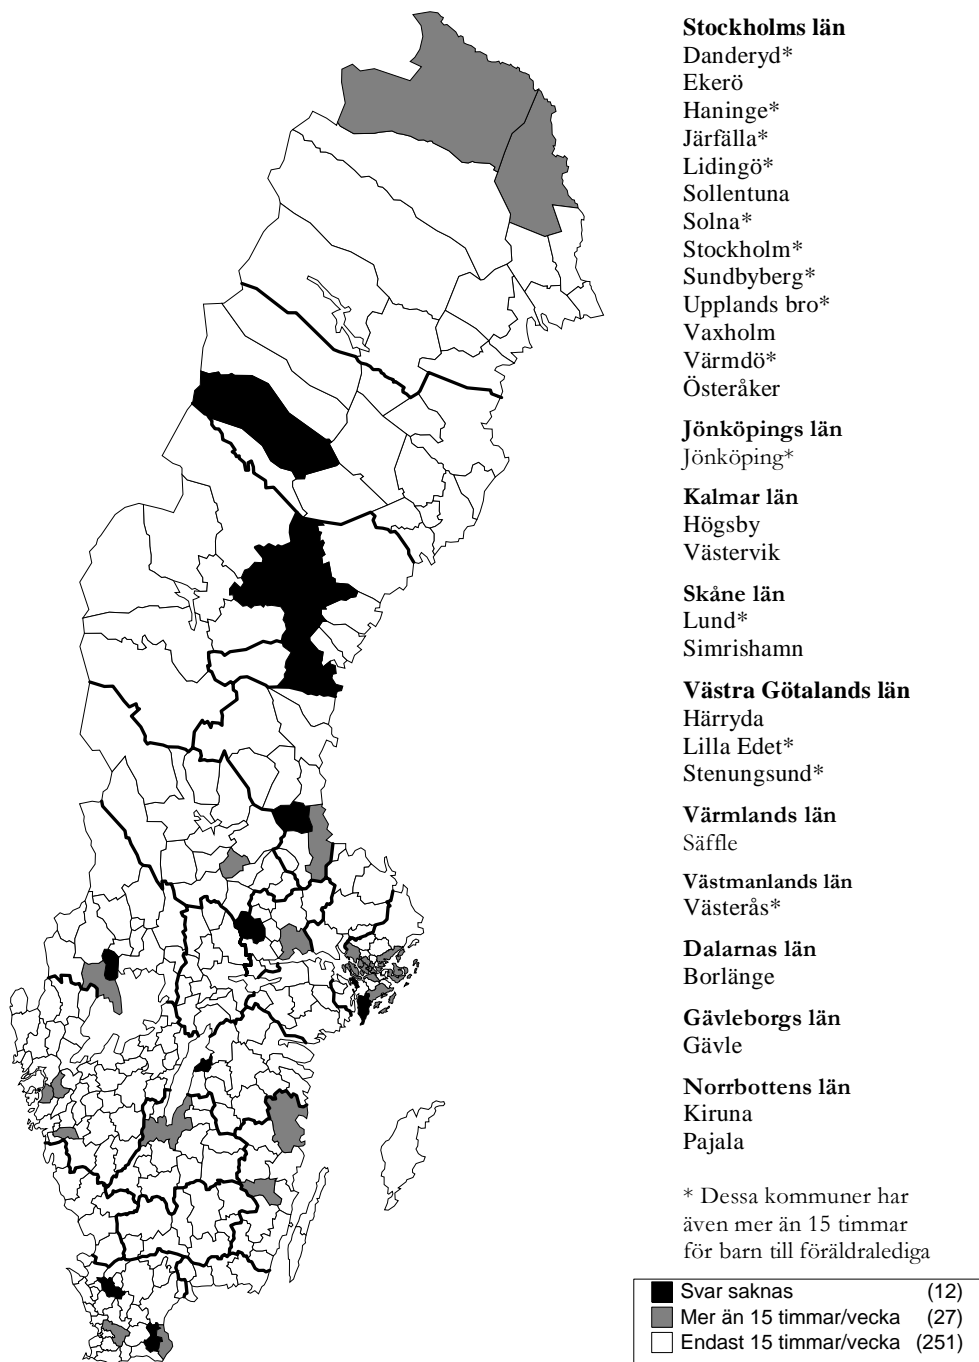 Stockholms län
Danderyd*
Ekerö
Haninge*
Järfälla*
Lidingö*
Sollentuna
Solna*
Stockholm*
Sundbyberg*
Upplands bro*
Vaxholm
Värmdö*
Österåker
Jönköpings län
Jönköping*
Kalmar län
Högsby
Västervik
Skåne län
Lund*
Simrishamn
Västra Götalands län
Härryda
Lilla Edet*
Stenungsund*
Värmlands län
Säffle
Västmanlands län
Västerås*
Dalarnas län
Borlänge
Gävleborgs län
Gävle
Norrbottens län
Kiruna
Pajala
* Dessa kommuner har
även mer än 15 timmar
för barn till föräldralediga
Svar saknas (12)
Mer än 15 timmar/vecka (27)
Endast 15 timmar/vecka (251)